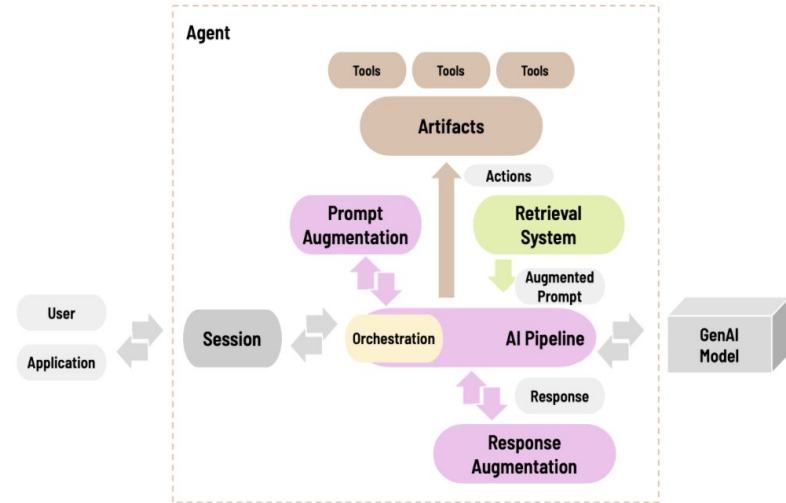 Agent
Tools
Tools
Tools
Artifacts
Actions
Prompt
Augmentation
Retrieval
System
Augmented
Prompt
User
Application
Session
Orchestration
AI Pipeline
GenAI
Model
Response
Response
Augmentation